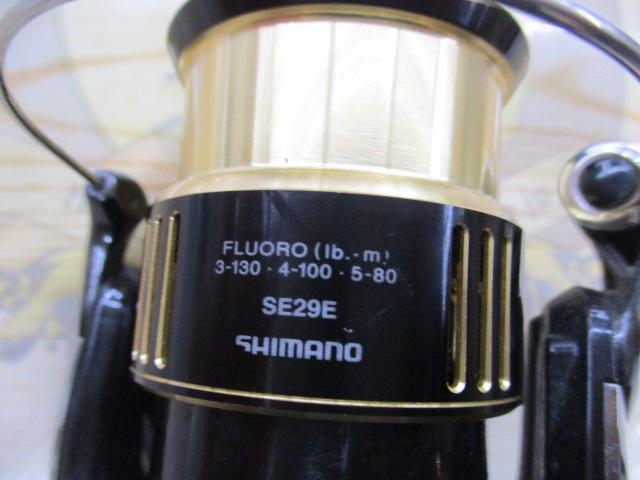 FLUORO (lb.-m)
3-130 · 4-100 · 5-80
SE29E
SHIMANO